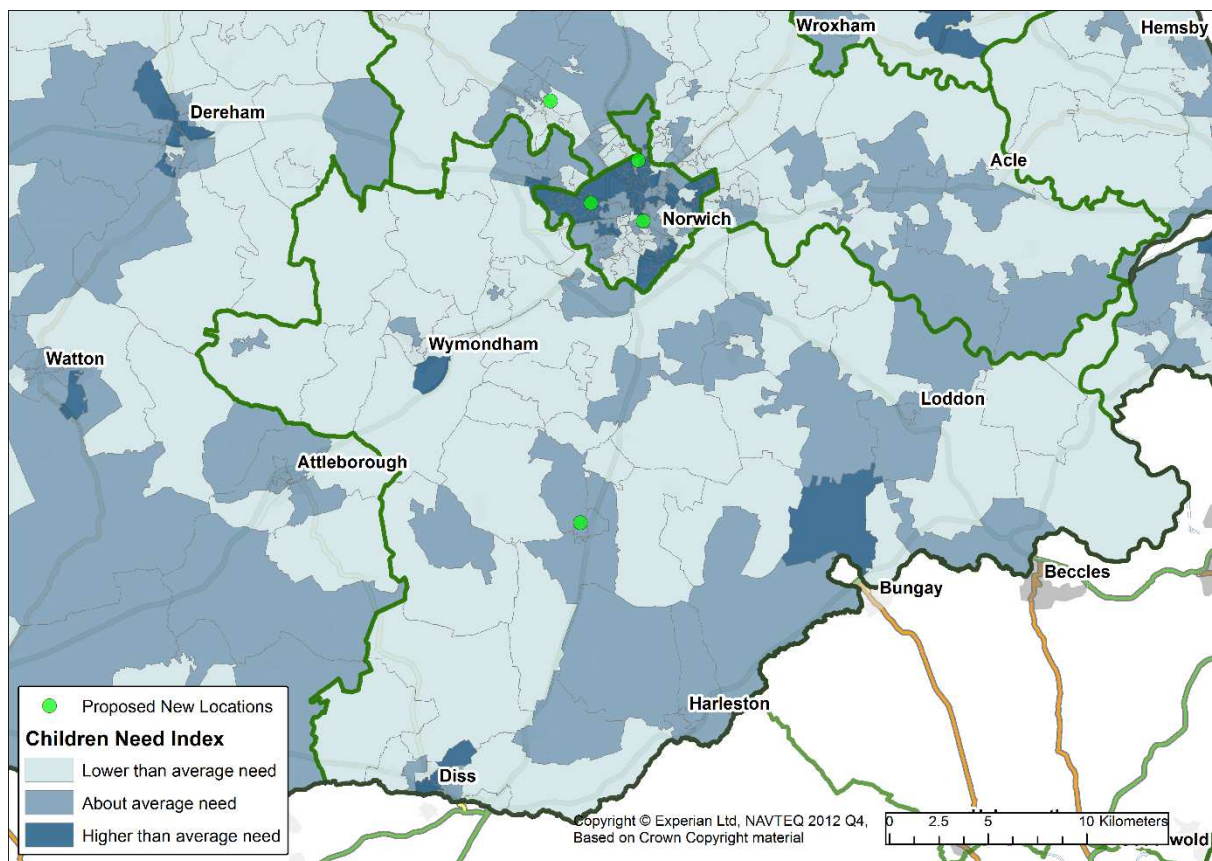 Wroxham
Hemsby
Dereham
Acle
Norwich
Wymondham
Watton
Loddon
Attleborough
Beccles
Bungay
Harleston
Diss
Proposed New Locations
Children Need Index
Lower than average need
About average need
Higher than average need
Copyright © Experian Ltd, NAVTEQ 2012 Q4,
Based on Crown Copyright material
0 2.5 5 10 Kilometers